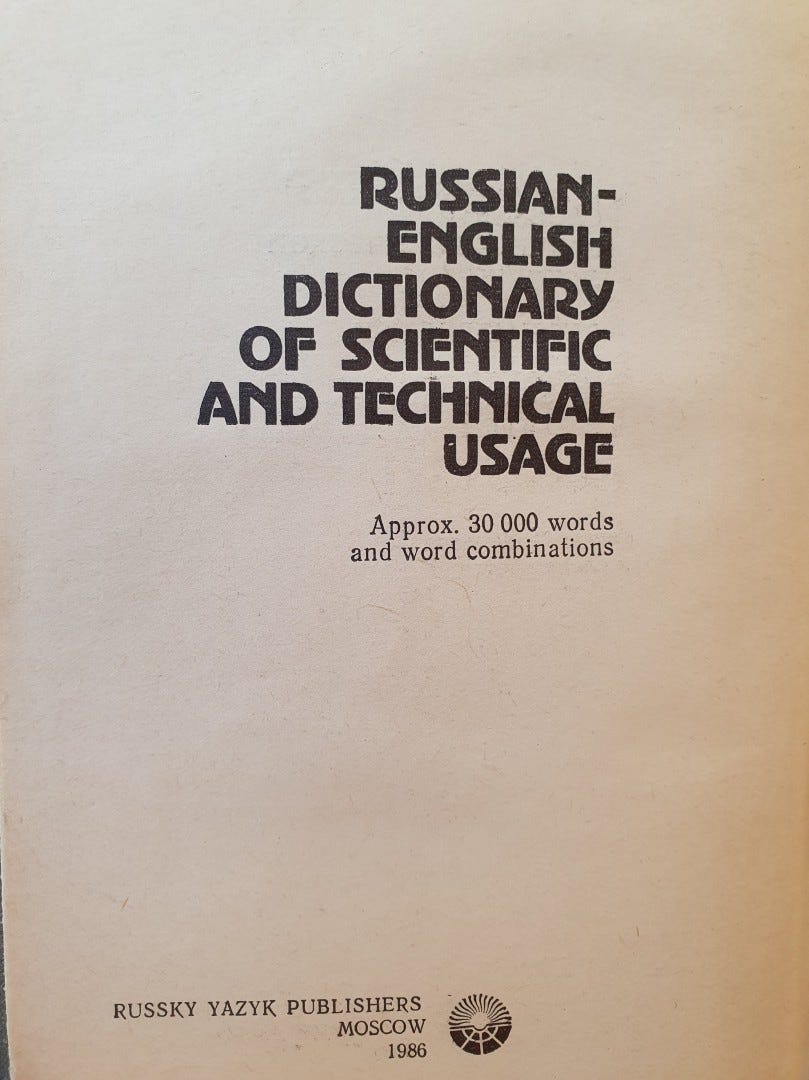 RUSSIAN-
ENGLISH
DICTIONARY
OF SCIENTIFIC
AND TECHNICAL
USAGE
Approx. 30 000 words
and word combinations
RUSSKY YAZYK PUBLISHERS
MOSCOW
1986